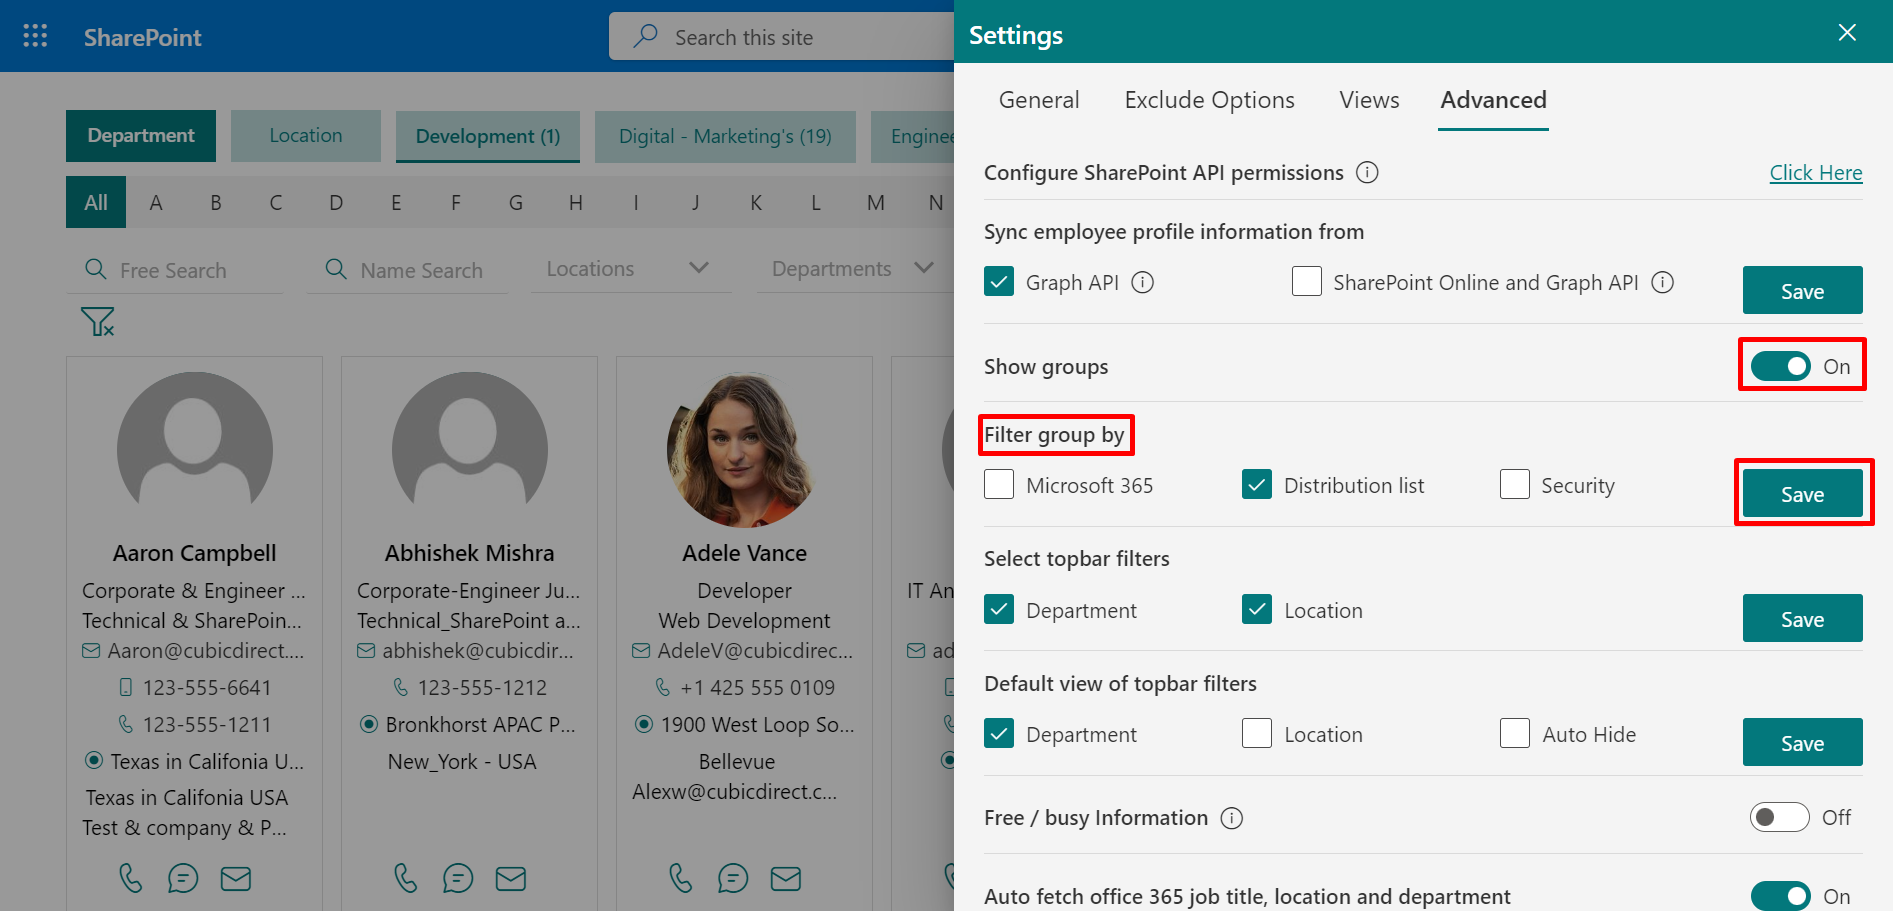 SharePoint
Search this site
Department
Location
Development (1)
Digital - Marketing's (19)
Enginee
All A B C D E F G H I J K L M N
Free Search
Name Search
Locations
Departments
Aaron Campbell
Corporate & Engineer ...
Technical & SharePoin...
Aaron@cubicdirect....
123-555-6641
123-555-1211
Texas in Califonia U...
Texas in Califonia USA
Test & company & P...
Abhishek Mishra
Corporate-Engineer Ju...
Technical_SharePoint a...
abhishek@cubicdir...
123-555-1212
Bronkhorst APAC P...
New_York - USA
Adele Vance
Developer
Web Development
AdeleV@cubicdirec...
+1 425 555 0109
1900 West Loop So...
Bellevue
Alexw@cubicdirect.c...
IT An
ad
Settings
General Exclude Options Views Advanced
Configure SharePoint API permissions
Click Here
Sync employee profile information from
Graph API
SharePoint Online and Graph API
Save
Show groups
On
Filter group by
Microsoft 365
Distribution list
Security
Save
Select topbar filters
Department
Location
Save
Default view of topbar filters
Department
Location
Auto Hide
Save
Free / busy Information
Off
Auto fetch office 365 job title, location and department
On